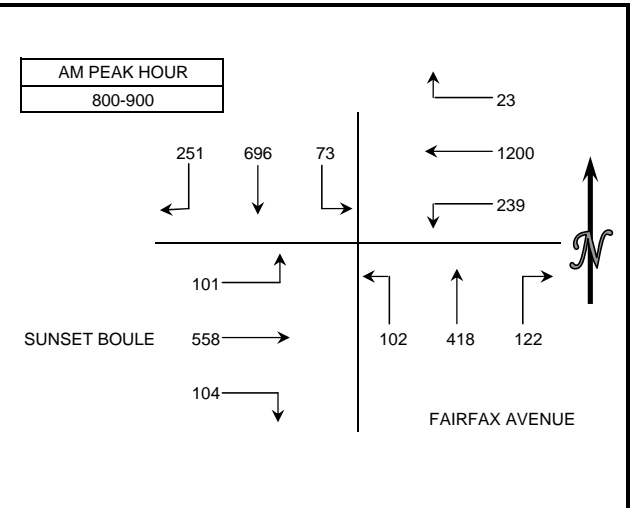 AM PEAK HOUR
800-900
23
251 696 73
1200
239
N
101
SUNSET BOULE 558
102 418 122
104
FAIRFAX AVENUE